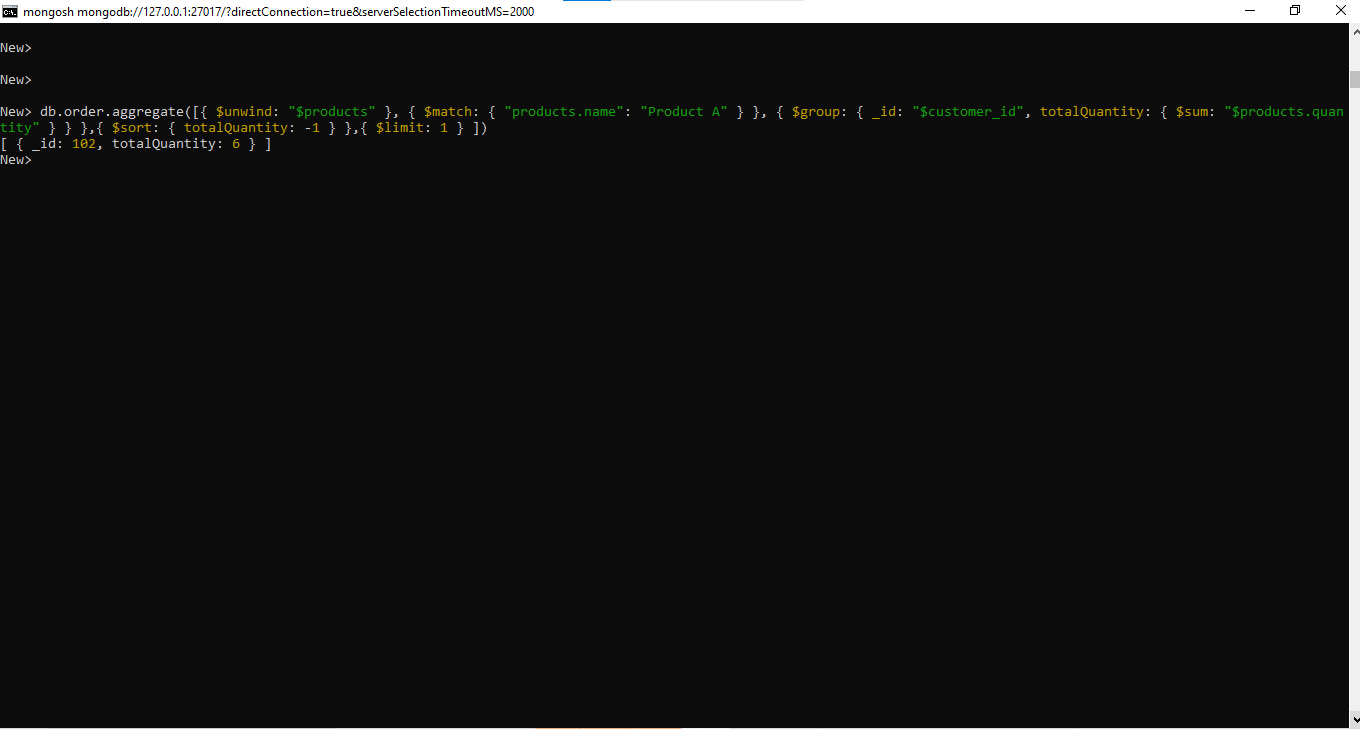 mongosh mongodb://127.0.0.1:27017/?directConnection=true&serverSelectionTimeoutMS=2000
New>
New>
New> db.order.aggregate([{ $unwind: "$products" }, { $match: { "products.name": "Product A" } }, { $group: { _id: "$customer_id", totalQuantity: { $sum: "$products.quan
tity" } } },{ $sort: { totalQuantity: -1 } },{ $limit: 1 } ])
[ { _id: 102, totalQuantity: 6 } ]
New>